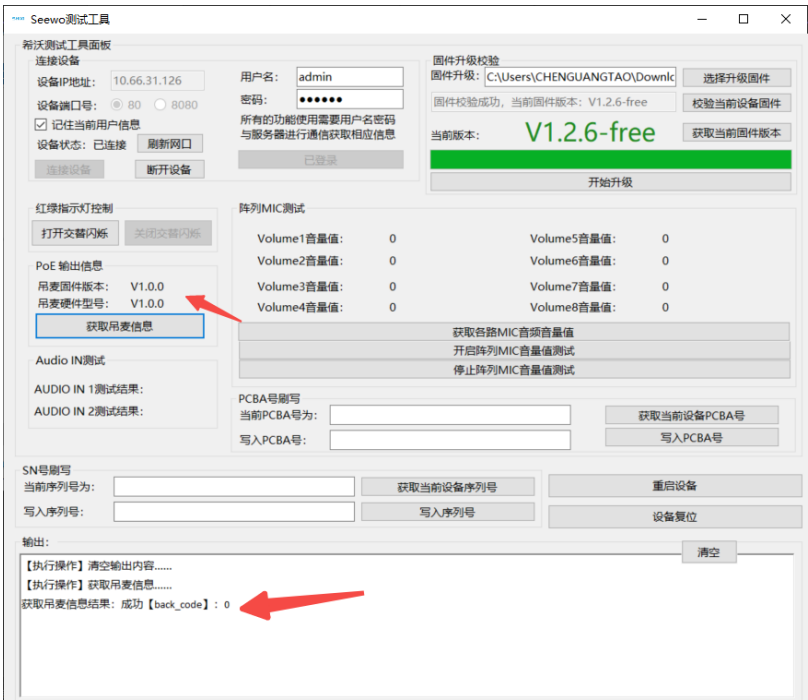 Seewo测试工具
希沃测试工具面板
连接设备
设备IP地址: 10.66.31.126
设备端口号: 80 8080
记住当前用户信息
设备状态: 已连接 刷新网口
连接设备 断开设备
用户名: admin
密码: ●●●●●●
所有的功能使用需要用户名密码
与服务器进行通信获取相应信息
已登录
固件升级校验
固件升级: C:\Users\CHENGUANGTAO\Downlc 选择升级固件
固件校验成功, 当前固件版本: V1.2.6-free 校验当前设备固件
当前版本: V1.2.6-free 获取当前固件版本
开始升级
红绿指示灯控制
打开交替闪烁 关闭交替闪烁
PoE 输出信息
吊麦固件版本: V1.0.0
吊麦硬件型号: V1.0.0
获取吊麦信息
Audio IN测试
AUDIO IN 1测试结果:
AUDIO IN 2测试结果:
阵列MIC测试
Volume1音量值: 0 Volume5音量值: 0
Volume2音量值: 0 Volume6音量值: 0
Volume3音量值: 0 Volume7音量值: 0
Volume4音量值: 0 Volume8音量值: 0
获取各路MIC音频音量值
开启阵列MIC音量值测试
停止阵列MIC音量值测试
PCBA号刷写
当前PCBA号为: 获取当前设备PCBA号
写入PCBA号: 写入PCBA号
SN号刷写
当前序列号为: 获取当前设备序列号
写入序列号: 写入序列号
重启设备
设备复位
输出: 清空
【执行操作】清空输出内容......
【执行操作】获取吊麦信息......
获取吊麦信息结果: 成功【back_code】: 0